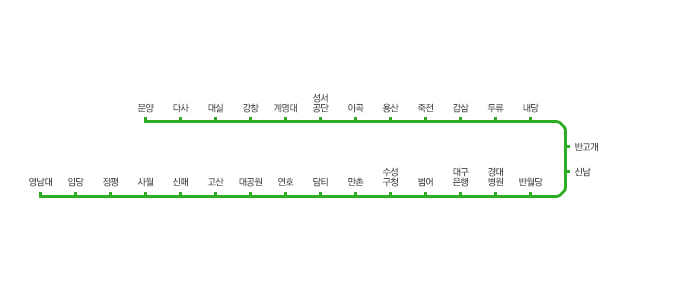 문양
다사
대실
강창
계명대
성서
공단
이곡
용산
죽전
감삼
두류
내당
반고개
신남
영남대
임당
정평
사월
신매
고산
대공원
연호
담티
만촌
수성
구청
범어
대구
은행
경대
병원
반월당